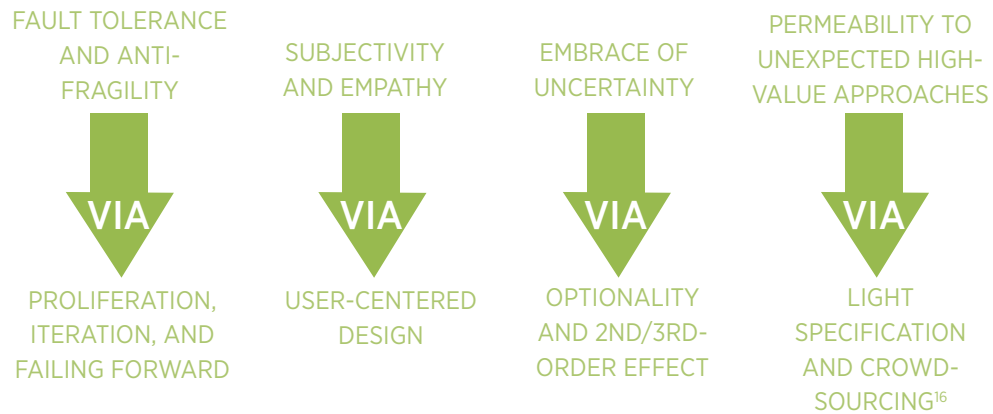 FAULT TOLERANCE
AND ANTI-
FRAGILITY
VIA
PROLIFERATION,
ITERATION, AND
FAILING FORWARD
SUBJECTIVITY
AND EMPATHY
VIA
USER-CENTERED
DESIGN
EMBRACE OF
UNCERTAINTY
VIA
OPTIONALITY
AND 2ND/3RD-
ORDER EFFECT
PERMEABILITY TO
UNEXPECTED HIGH-
VALUE APPROACHES
VIA
LIGHT
SPECIFICATION
AND CROWD-
SOURCING¹⁶